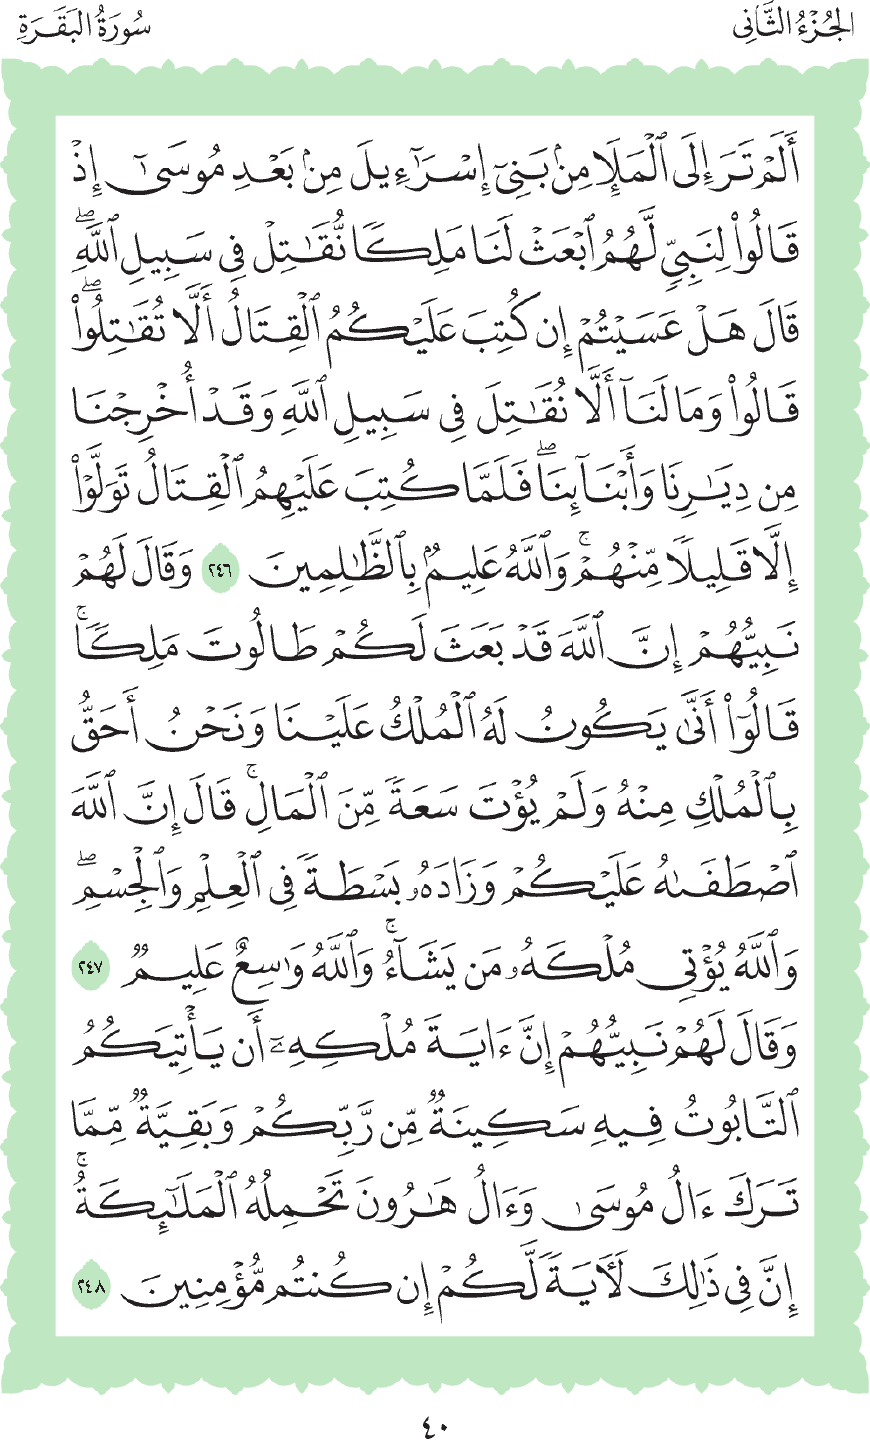 الجُزْءُ الثَّانِى
سُورَةُ البَقَرَةِ
أَلَمْ تَرَ إِلَى ٱلْمَلَإِ مِنۢ بَنِىٓ إِسْرَٰٓءِيلَ مِنۢ بَعْدِ مُوسَىٰٓ إِذْ
قَالُوا۟ لِنَبِىٍّ لَّهُمُ ٱبْعَثْ لَنَا مَلِكًا نُّقَٰتِلْ فِى سَبِيلِ ٱللَّهِ ۖ
قَالَ هَلْ عَسَيْتُمْ إِن كُتِبَ عَلَيْكُمُ ٱلْقِتَالُ أَلَّا تُقَٰتِلُوا۟ ۖ
قَالُوا۟ وَمَا لَنَآ أَلَّا نُقَٰتِلَ فِى سَبِيلِ ٱللَّهِ وَقَدْ أُخْرِجْنَا
مِن دِيَٰرِنَا وَأَبْنَآئِنَا ۖ فَلَمَّا كُتِبَ عَلَيْهِمُ ٱلْقِتَالُ تَوَلَّوْا۟
إِلَّا قَلِيلًا مِّنْهُمْ ۗ وَٱللَّهُ عَلِيمٌۢ بِٱلظَّٰلِمِينَ ٢٤٦ وَقَالَ لَهُمْ
نَبِيُّهُمْ إِنَّ ٱللَّهَ قَدْ بَعَثَ لَكُمْ طَالُوتَ مَلِكًا ۚ
قَالُوٓا۟ أَنَّىٰ يَكُونُ لَهُ ٱلْمُلْكُ عَلَيْنَا وَنَحْنُ أَحَقُّ
بِٱلْمُلْكِ مِنْهُ وَلَمْ يُؤْتَ سَعَةً مِّنَ ٱلْمَالِ ۚ قَالَ إِنَّ ٱللَّهَ
ٱصْطَفَىٰهُ عَلَيْكُمْ وَزَادَهُۥ بَسْطَةً فِى ٱلْعِلْمِ وَٱلْجِسْمِ ۖ
وَٱللَّهُ يُؤْتِى مُلْكَهُۥ مَن يَشَآءُ ۚ وَٱللَّهُ وَٰسِعٌ عَلِيمٌ ٢٤٧
وَقَالَ لَهُمْ نَبِيُّهُمْ إِنَّ ءَايَةَ مُلْكِهِۦٓ أَن يَأْتِيَكُمُ
ٱلتَّابُوتُ فِيهِ سَكِينَةٌ مِّن رَّبِّكُمْ وَبَقِيَّةٌ مِّمَّا
تَرَكَ ءَالُ مُوسَىٰ وَءَالُ هَٰرُونَ تَحْمِلُهُ ٱلْمَلَٰٓئِكَةُ ۚ
إِنَّ فِى ذَٰلِكَ لَءَايَةً لَّكُمْ إِن كُنتُم مُّؤْمِنِينَ ٢٤٨
٤٠